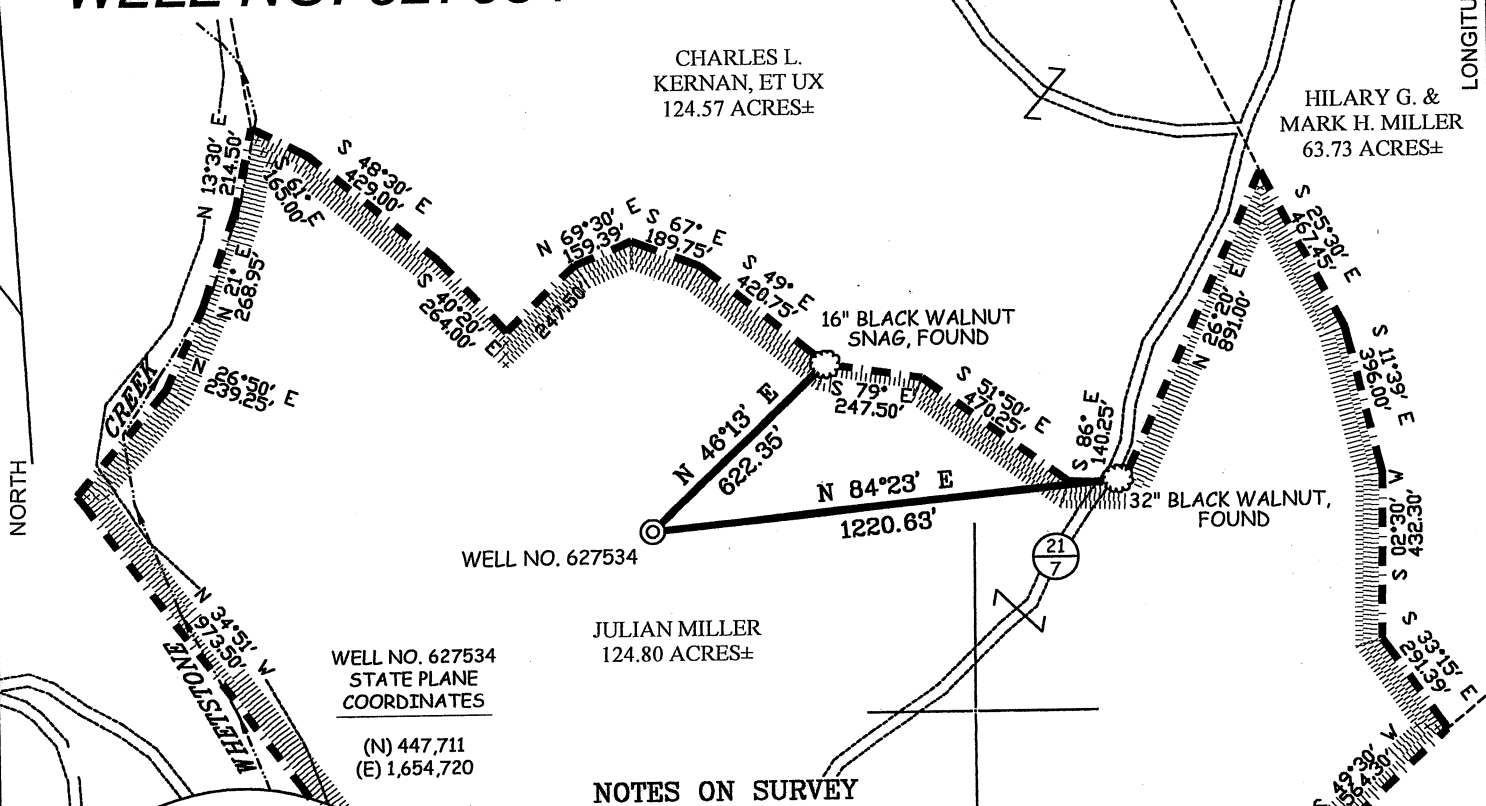 CHARLES L.
KERNAN, ET UX
124.57 ACRES±
LONGITU
HILARY G. &
MARK H. MILLER
63.73 ACRES±
N 13°30' E
214.50'
S 61° E
165.00'
S 48°30' E
429.00'
N 69°30' E
159.39'
S 67° E
189.75'
S 49° E
420.75'
S 25°30' E
467.45'
N 21° E
268.95'
S 40°20' E
264.00'
247.50'
16" BLACK WALNUT
SNAG, FOUND
N 26°20' E
891.00'
S 11°39' E
396.00'
CREEK
N 26°50' E
239.25'
S 79° E
247.50'
S 51°50' E
470.25'
S 86° E
140.25'
N 46°13' E
622.35'
N 84°23' E
1220.63'
32" BLACK WALNUT,
FOUND
S 02°30' W
432.30'
NORTH
WELL NO. 627534
21
7
N 34°51' W
973.50'
WHETSTONE
JULIAN MILLER
124.80 ACRES±
S 33°15' E
291.39'
WELL NO. 627534
STATE PLANE
COORDINATES
(N) 447,711
(E) 1,654,720
S 49°30' W
564.30'
NOTES ON SURVEY